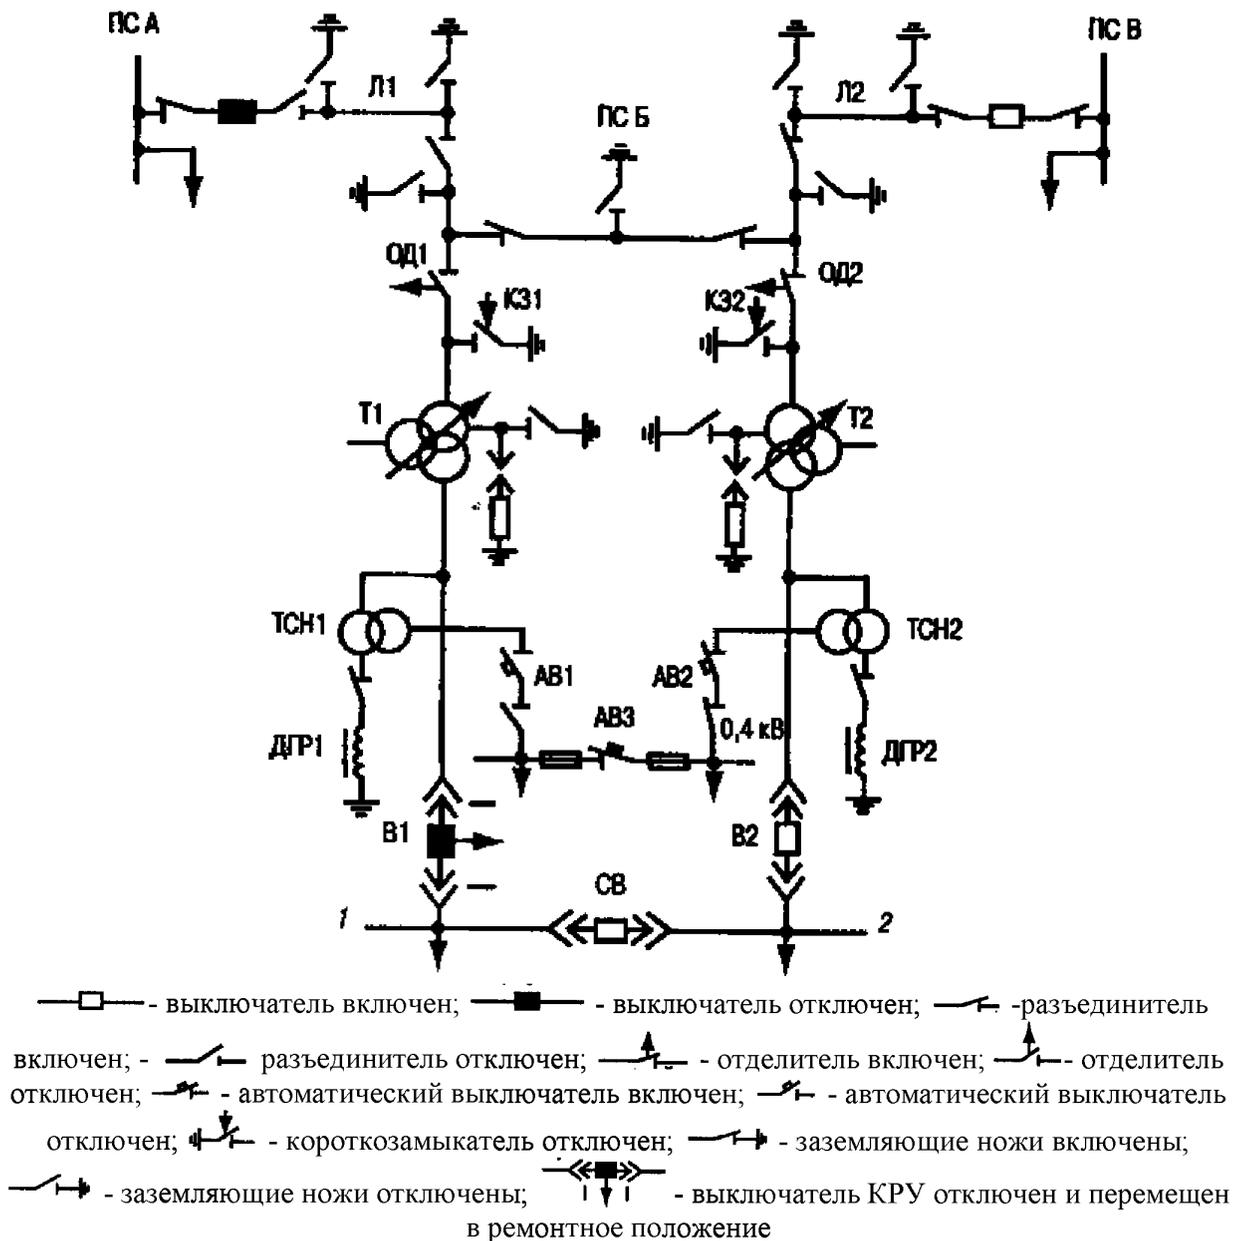 ПС А
ПС В
Л1
Л2
ПС Б
ОД1
ОД2
КЗ1
КЗ2
Т1
Т2
ТСН1
ТСН2
АВ1
АВ2
АВ3
0,4 кВ
ДГР1
ДГР2
В1
В2
СВ
1
2
- выключатель включен; - выключатель отключен; -разъединитель
включен; - разъединитель отключен; - отделитель включен; - отделитель
отключен; - автоматический выключатель включен; - автоматический выключатель
отключен; - короткозамыкатель отключен; - заземляющие ножи включены;
- заземляющие ножи отключены; - выключатель КРУ отключен и перемещен
в ремонтное положение